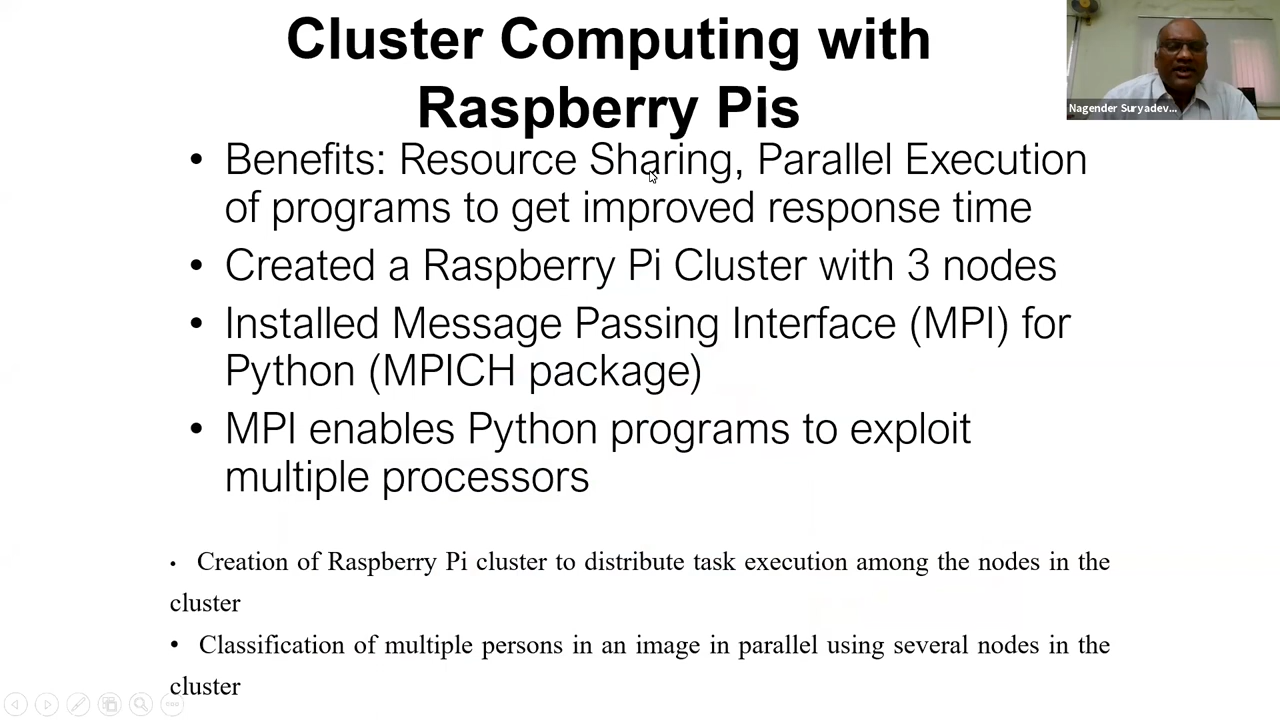 Cluster Computing with
Raspberry Pis
• Benefits: Resource Sharing, Parallel Execution
of programs to get improved response time
• Created a Raspberry Pi Cluster with 3 nodes
• Installed Message Passing Interface (MPI) for
Python (MPICH package)
• MPI enables Python programs to exploit
multiple processors
• Creation of Raspberry Pi cluster to distribute task execution among the nodes in the
cluster
• Classification of multiple persons in an image in parallel using several nodes in the
cluster
Nagender Suryadev...